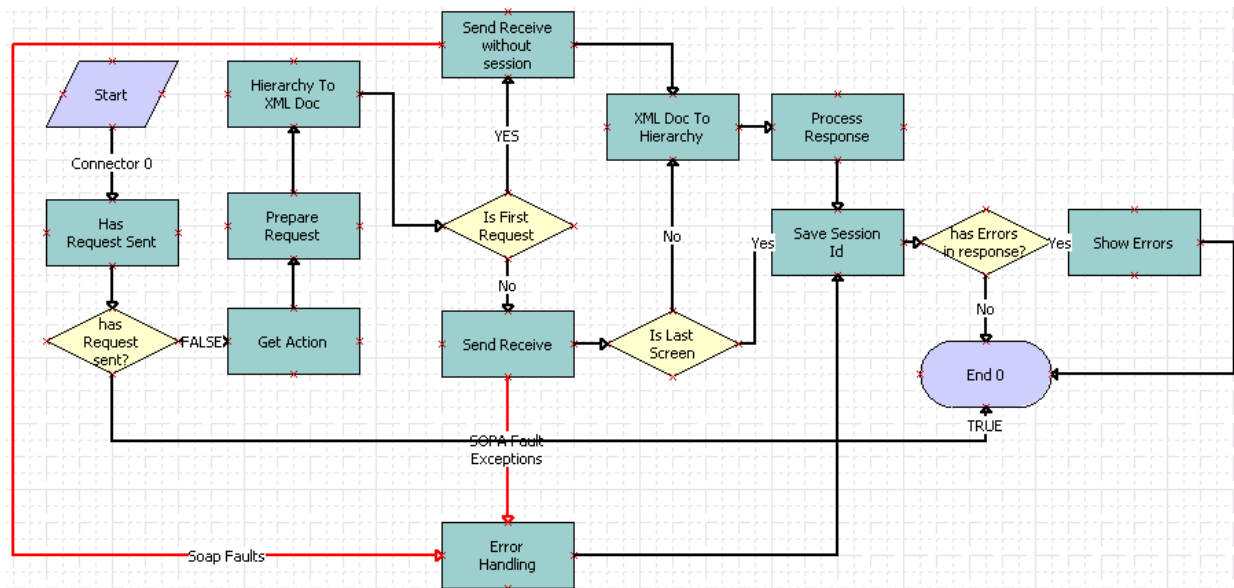 Send Receive
without
session
Start
Hierarchy To
XML Doc
XML Doc To
Hierarchy
Process
Response
YES
Connector 0
Has
Request Sent
Prepare
Request
Is First
Request
No
Yes
Save Session
Id
has Errors
in response?
Yes
Show Errors
No
No
has
Request
sent?
FALSE
Get Action
Send Receive
Is Last
Screen
End 0
TRUE
SOPA Fault
Exceptions
Soap Faults
Error
Handling